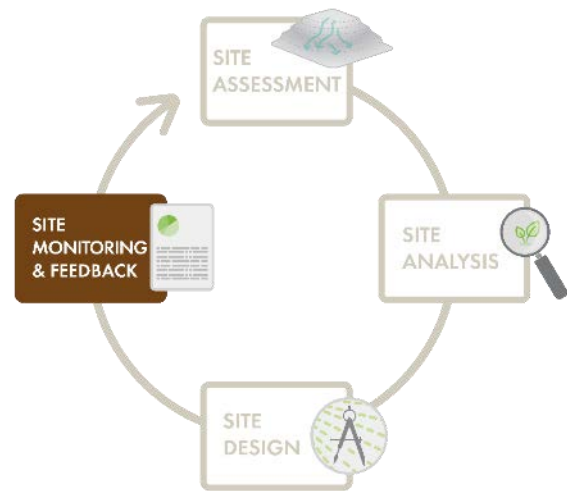 SITE
ASSESSMENT
SITE
ANALYSIS
SITE
DESIGN
SITE
MONITORING
& FEEDBACK